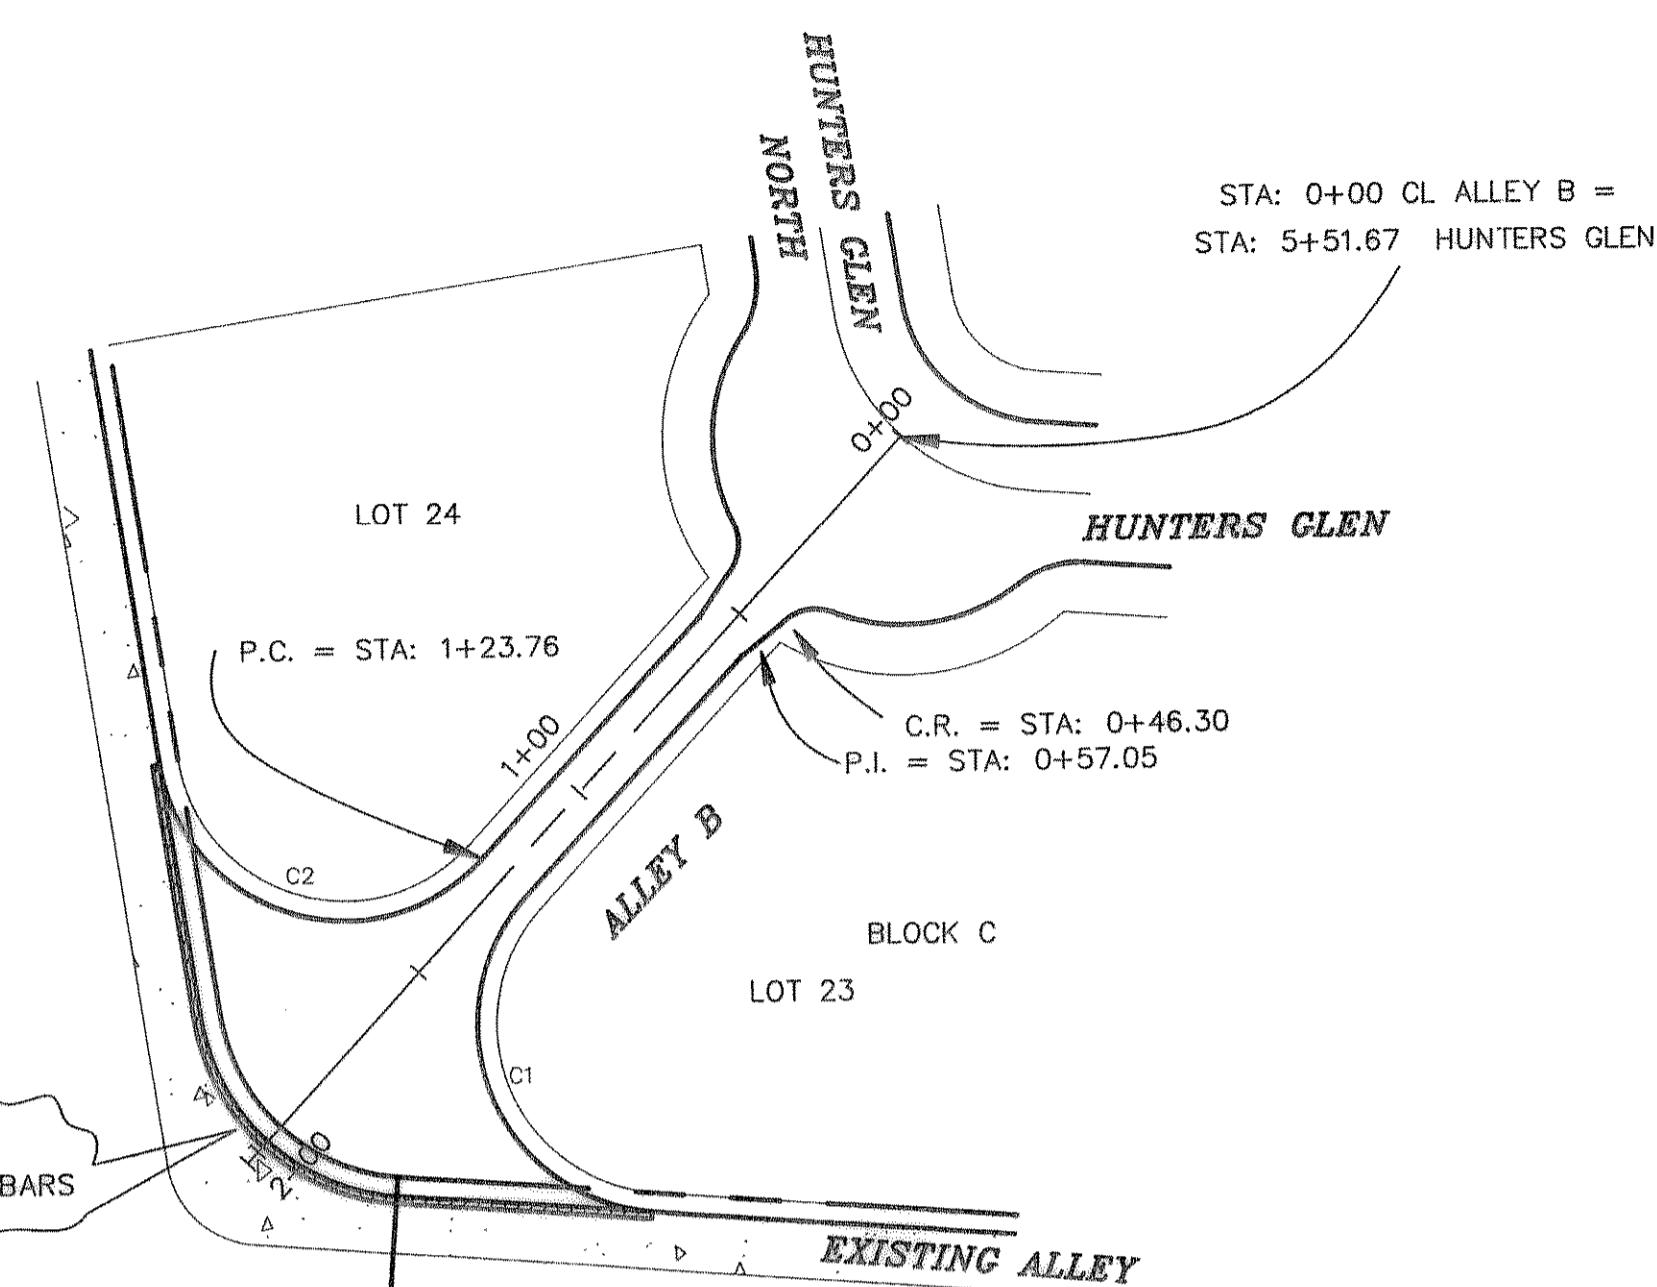 HUNTERS GLEN
NORTH
STA: 0+00 CL ALLEY B =
STA: 5+51.67 HUNTERS GLEN
0+00
LOT 24
HUNTERS GLEN
P.C. = STA: 1+23.76
C.R. = STA: 0+46.30
P.I. = STA: 0+57.05
1+00
ALLEY B
C2
BLOCK C
LOT 23
C1
2+00
BARS
EXISTING ALLEY